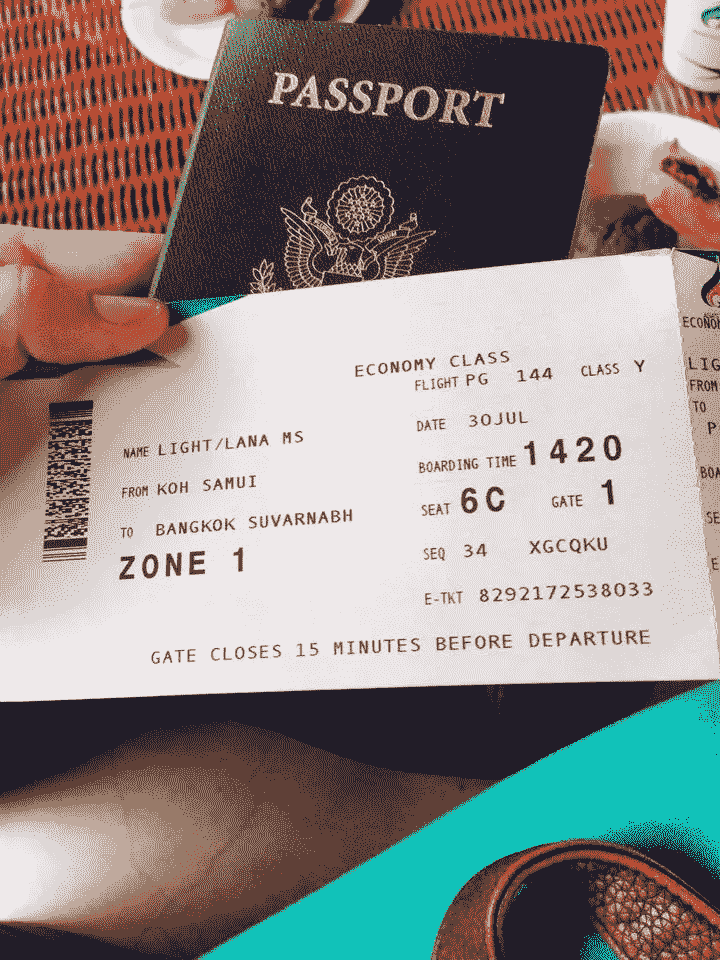 PASSPORT
ECONOMY CLASS
FLIGHT PG 144 CLASS Y
DATE 30JUL
NAME LIGHT/LANA MS
BOARDING TIME 1420
FROM KOH SAMUI
SEAT 6C GATE 1
TO BANGKOK SUVARNABH
SEQ 34 XGCQKU
ZONE 1
E-TKT 8292172538033
GATE CLOSES 15 MINUTES BEFORE DEPARTURE
ECONO
LIG
FROM
TO
P
BOA
SE
E